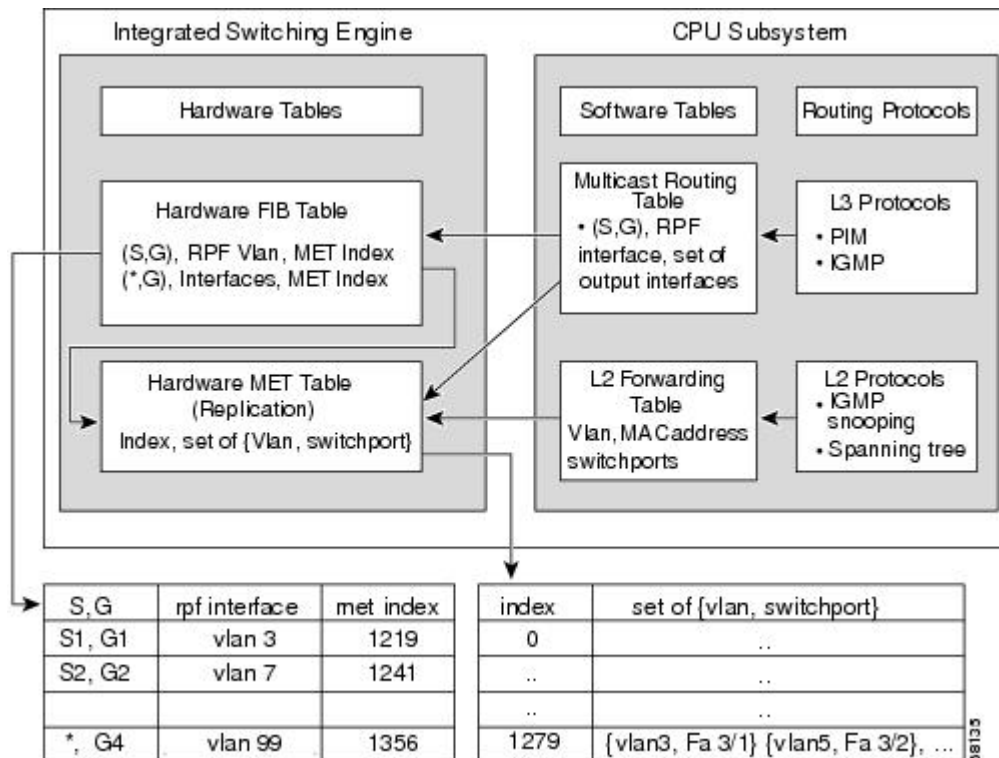 Integrated Switching Engine
CPU Subsystem
Hardware Tables
Software Tables
Routing Protocols
Hardware FIB Table
(S,G), RPF Vlan, MET Index
(*,G), Interfaces, MET Index
Multicast Routing
Table
• (S,G), RPF
interface, set of
output interfaces
L3 Protocols
• PIM
• IGMP
Hardware MET Table
(Replication)
Index, set of {Vlan, switchport}
L2 Forwarding
Table
Vlan, MAC address
switchports
L2 Protocols
• IGMP
snooping
• Spanning tree
S,G rpf interface met index
S1, G1 vlan 3 1219
S2, G2 vlan 7 1241
*, G4 vlan 99 1356
index set of {vlan, switchport}
0 ..
.. ..
.. ..
1279 {vlan3, Fa 3/1} {vlan5, Fa 3/2}, ...